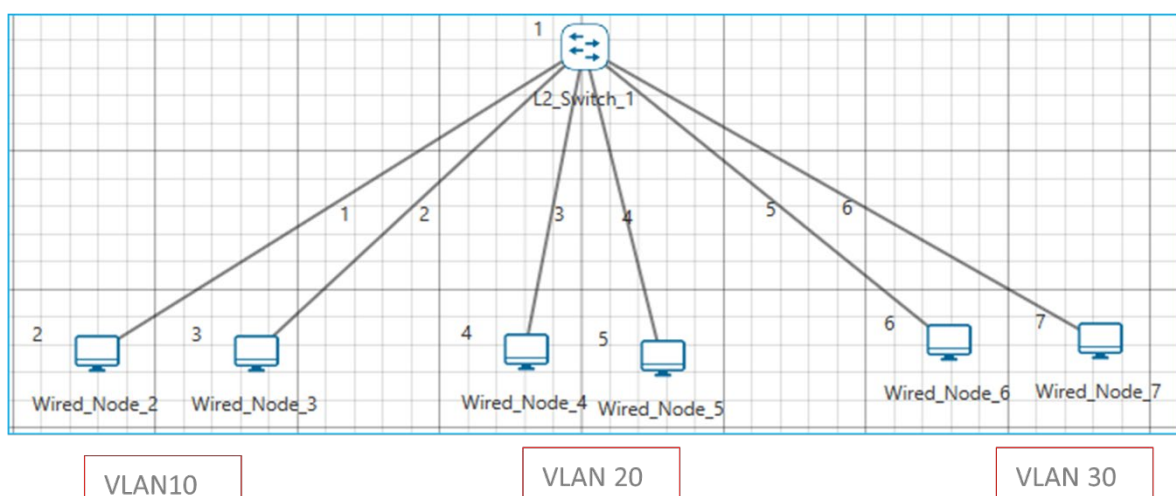 1
L2_Switch_1
1
2
3
4
5
6
2
3
4
5
6
7
Wired_Node_2
Wired_Node_3
Wired_Node_4
Wired_Node_5
Wired_Node_6
Wired_Node_7
VLAN10
VLAN 20
VLAN 30